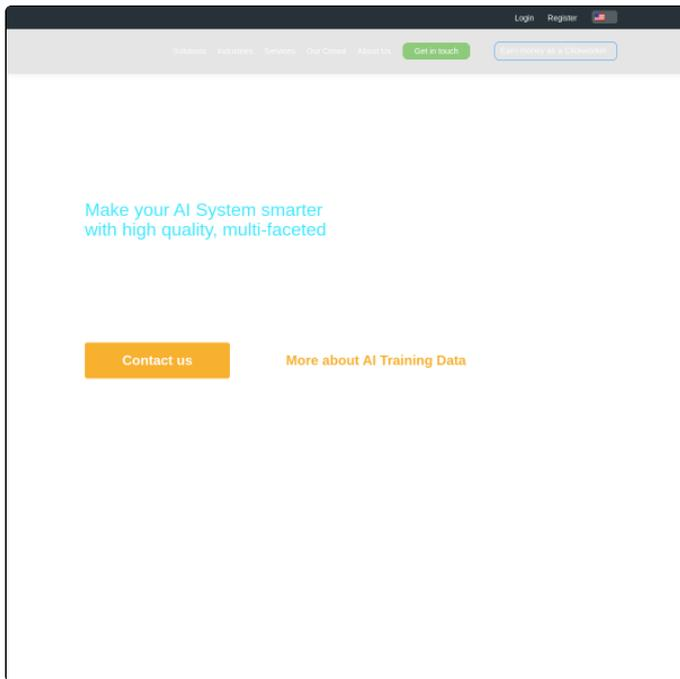 Login Register
Solutions Industries Services Our Crowd About Us Get in touch Earn money as a Clickworker
Make your AI System smarter
with high quality, multi-faceted
Contact us More about AI Training Data